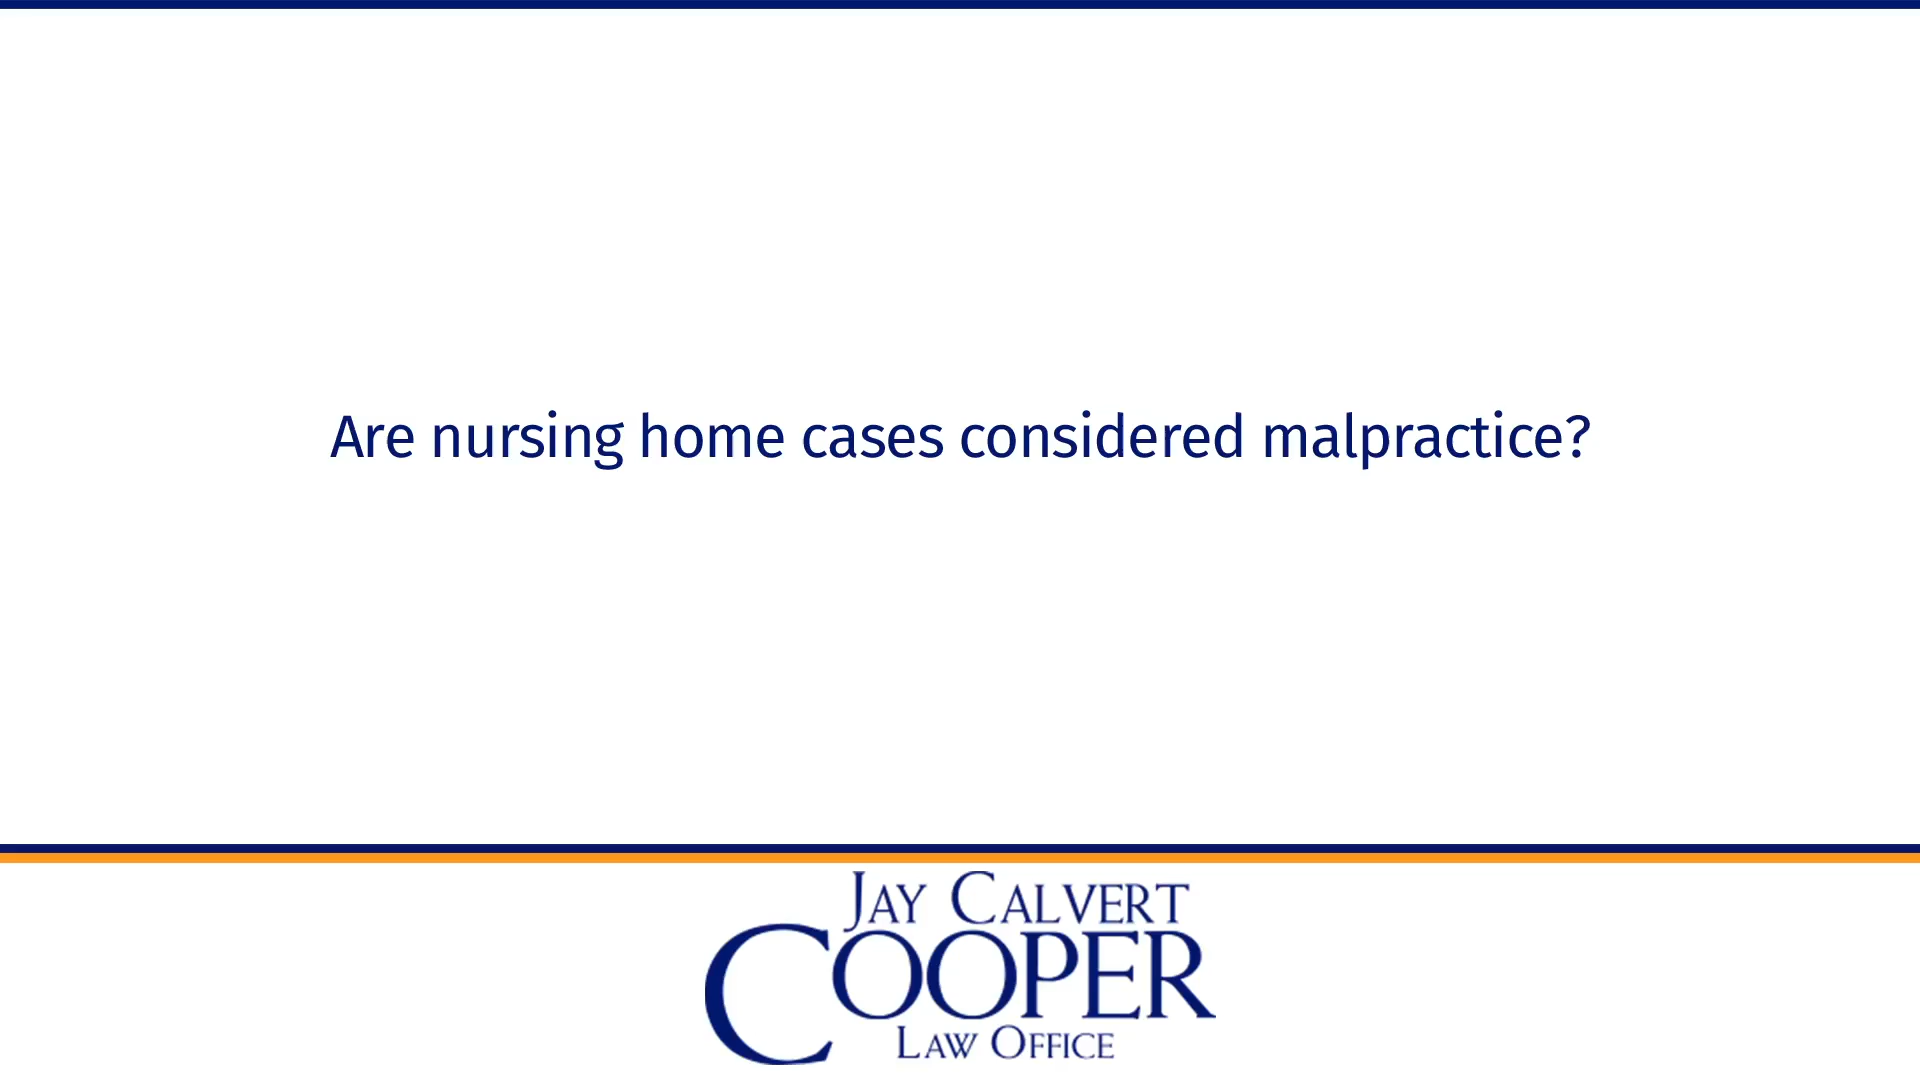 Are nursing home cases considered malpractice?
JAY CALVERT
COOPER
LAW OFFICE